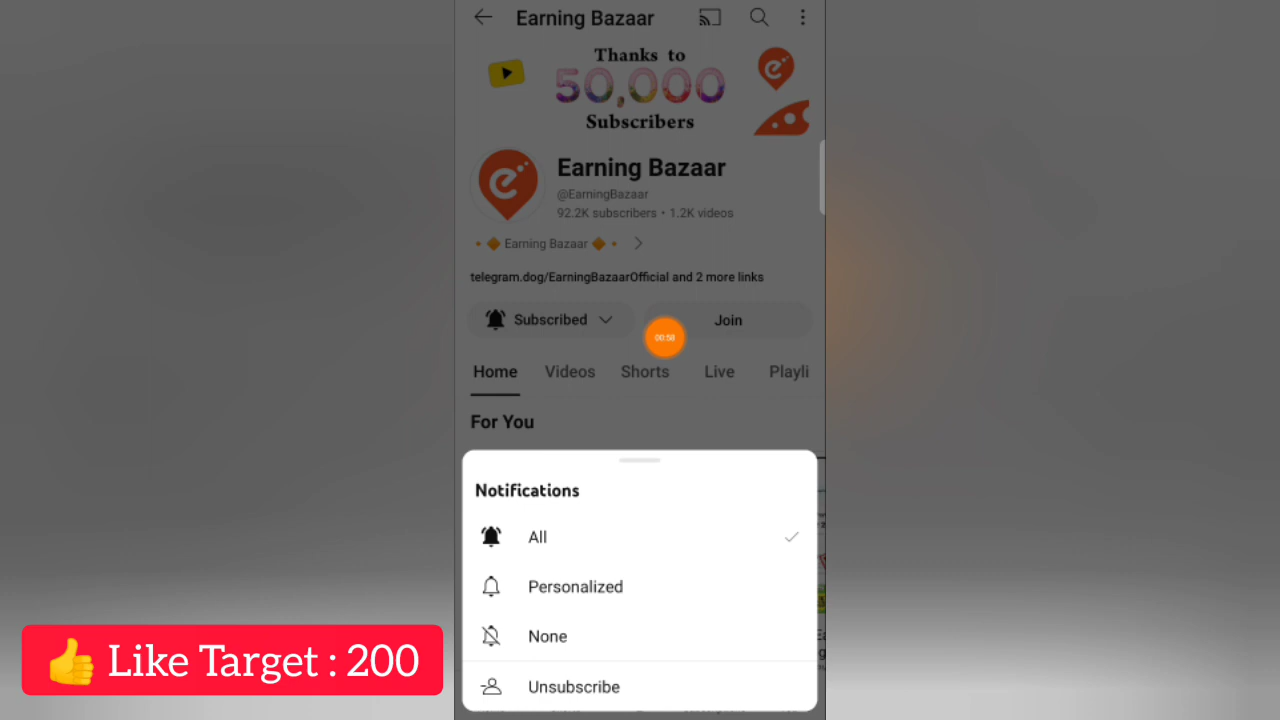 Earning Bazaar
Thanks to
50,000
Subscribers
Earning Bazaar
@EarningBazaar
92.2K subscribers • 1.2K videos
🔸 🔶 Earning Bazaar 🔶 🔸
telegram.dog/EarningBazaarOfficial and 2 more links
Subscribed
Join
00:58
Home Videos Shorts Live Playli
For You
Notifications
All
Personalized
None
Unsubscribe
👍 Like Target : 200